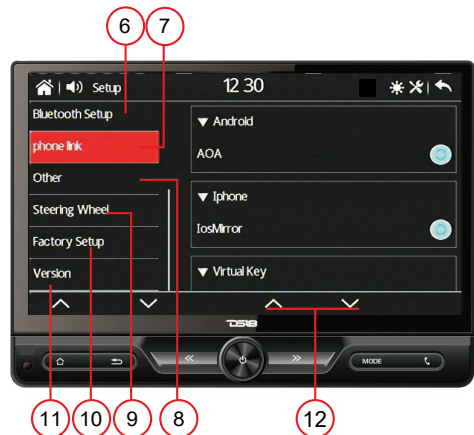 6 7
Setup 12 30
Bluetooth Setup
▼ Android
phone link
AOA
Other
▼ Iphone
Steering Wheel
IosMirror
Factory Setup
Version
▼ Virtual Key
DS18
MODE
11 10 9 8 12